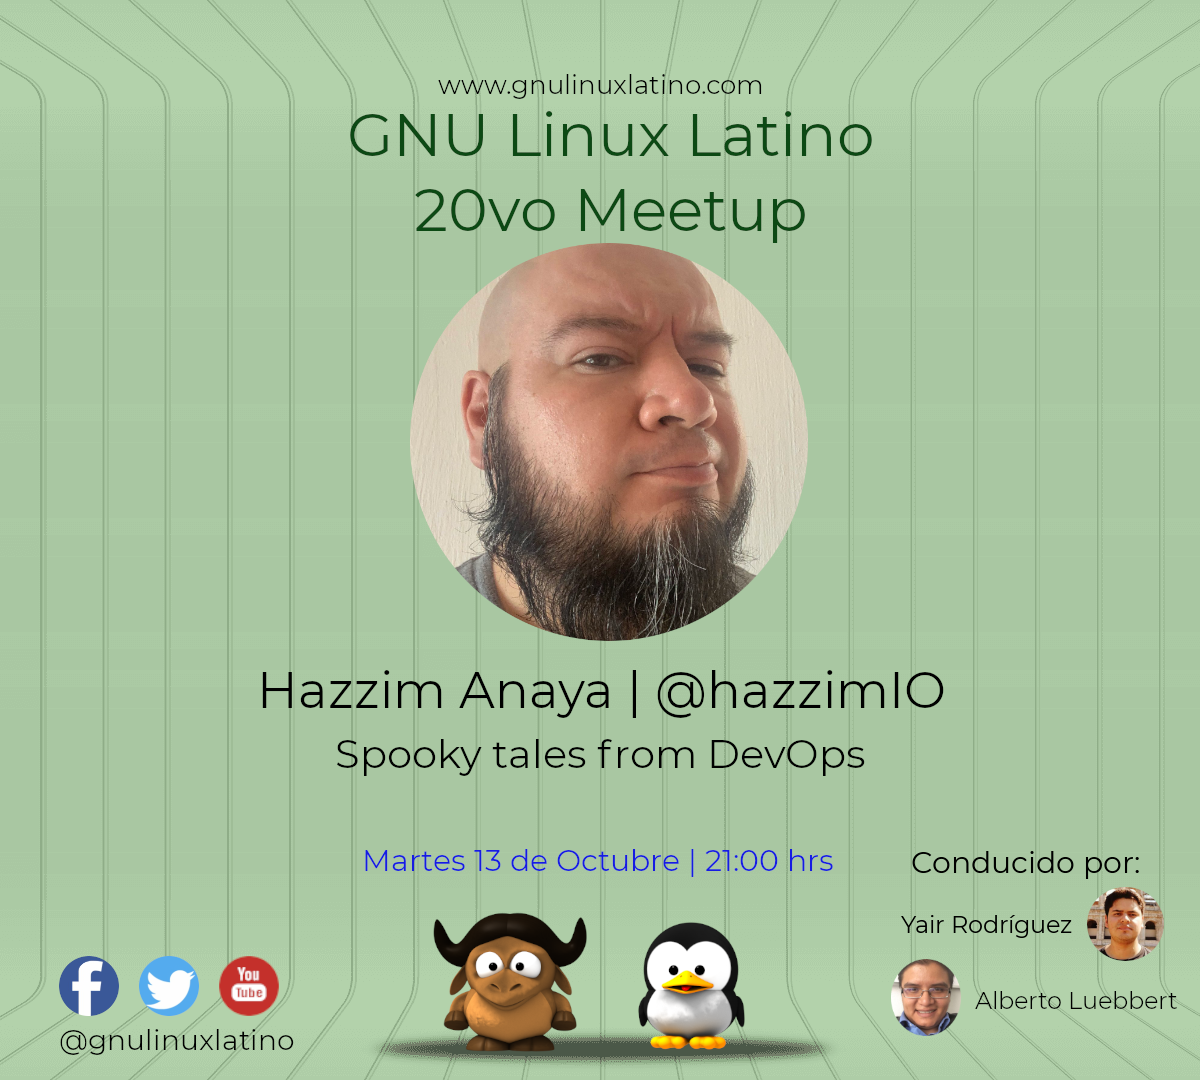 www.gnulinuxlatino.com
GNU Linux Latino
20vo Meetup
Hazzim Anaya | @hazzimIO
Spooky tales from DevOps
Martes 13 de Octubre | 21:00 hrs
Conducido por:
Yair Rodríguez
Alberto Luebbert
You
Tube
@gnulinuxlatino